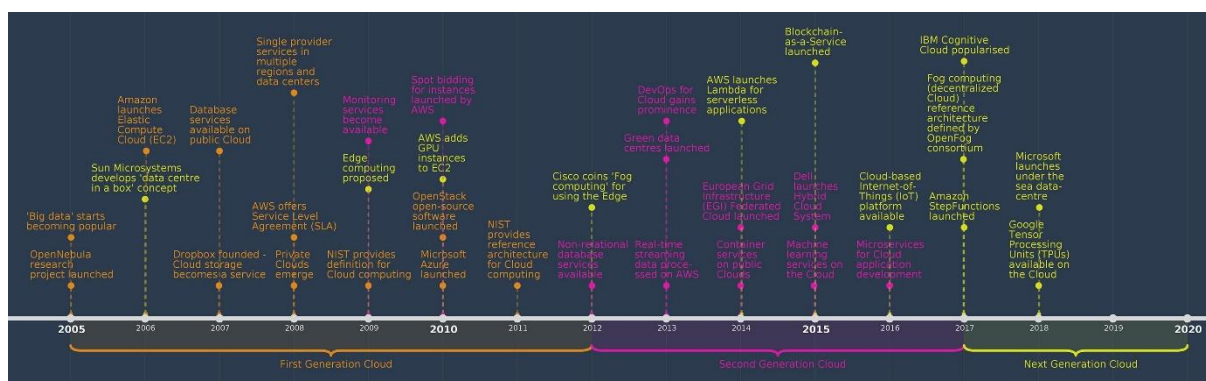 'Big data' starts
becoming popular
OpenNebula
research
project launched
Amazon
launches
Elastic
Compute
Cloud (EC2)
Sun Microsystems
develops 'data centre
in a box' concept
Database
services
available on
public Cloud
Dropbox founded -
Cloud storage
becomes a service
Single provider
services in
multiple
regions and
data centers
AWS offers
Service Level
Agreement (SLA)
Private
Clouds
emerge
Monitoring
services
become
available
Edge
computing
proposed
NIST provides
definition for
Cloud computing
Spot bidding
for instances
launched by
AWS
AWS adds
GPU
instances
to EC2
OpenStack
open-source
software
launched
Microsoft
Azure
launched
NIST
provides
reference
architecture
for Cloud
computing
Cisco coins 'Fog
computing' for
using the Edge
Non-relational
database
services
available
DevOps for
Cloud gains
prominence
Green data
centres launched
Real-time
streaming
data proce-
ssed on AWS
AWS launches
Lambda for
serverless
applications
European Grid
Infrastructure
(EGI) Federated
Cloud launched
Container
services
on public
Clouds
Blockchain-
as-a-Service
launched
Dell
launches
Hybrid
Cloud
System
Machine
learning
services on
the Cloud
Cloud-based
Internet-of-
Things (IoT)
platform
available
Microservices
for Cloud
application
development
IBM Cognitive
Cloud popularised
Fog computing
(decentralized
Cloud)
reference
architecture
defined by
OpenFog
consortium
Amazon
StepFunctions
launched
Microsoft
launches
under the
sea data-
centre
Google
Tensor
Processing
Units (TPUs)
available on
the Cloud
2005 2006 2007 2008 2009 2010 2011 2012 2013 2014 2015 2016 2017 2018 2019 2020
First Generation Cloud
Second Generation Cloud
Next Generation Cloud